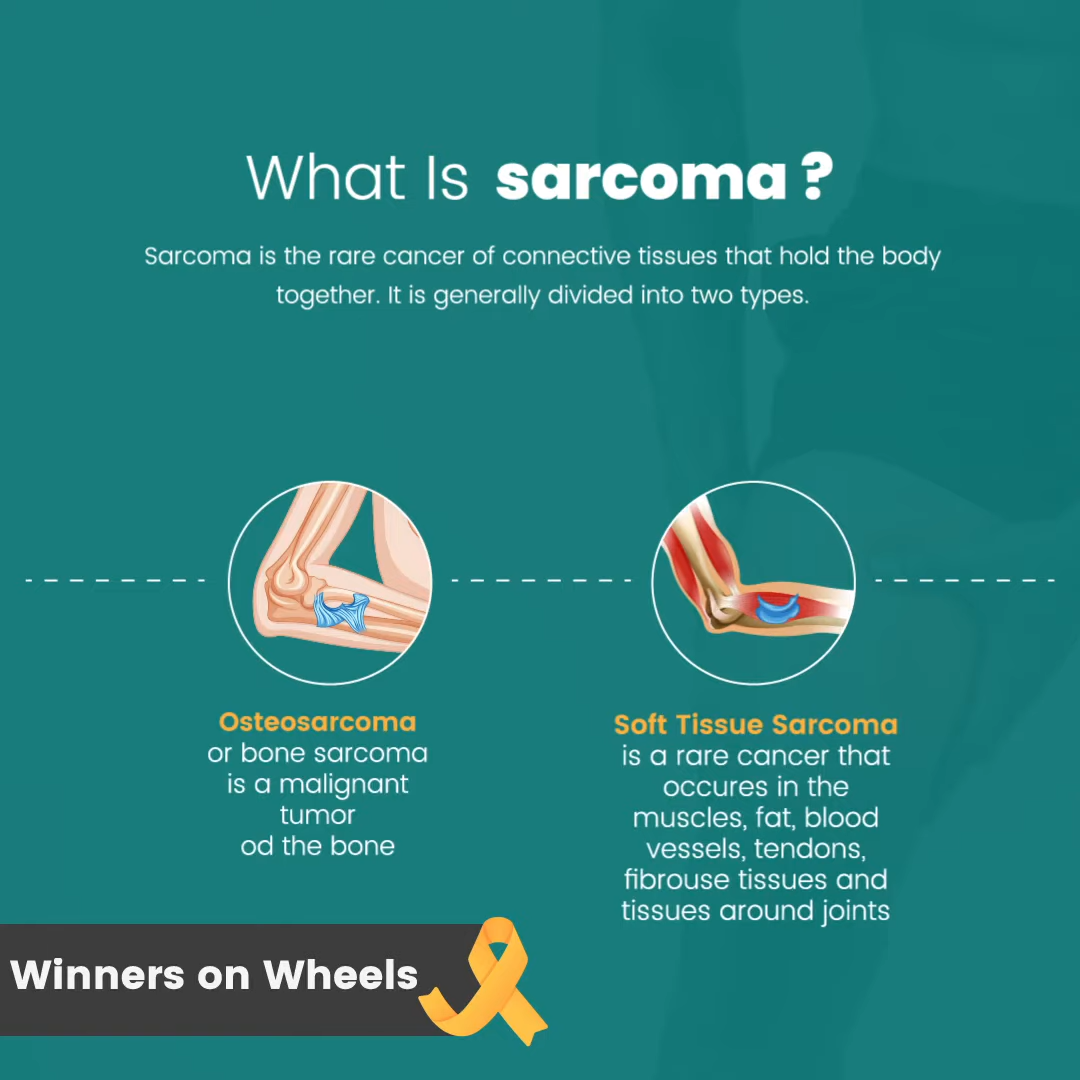 What Is sarcoma ?
Sarcoma is the rare cancer of connective tissues that hold the body
together. It is generally divided into two types.
Osteosarcoma
or bone sarcoma
is a malignant
tumor
od the bone
Soft Tissue Sarcoma
is a rare cancer that
occures in the
muscles, fat, blood
vessels, tendons,
fibrouse tissues and
tissues around joints
Winners on Wheels